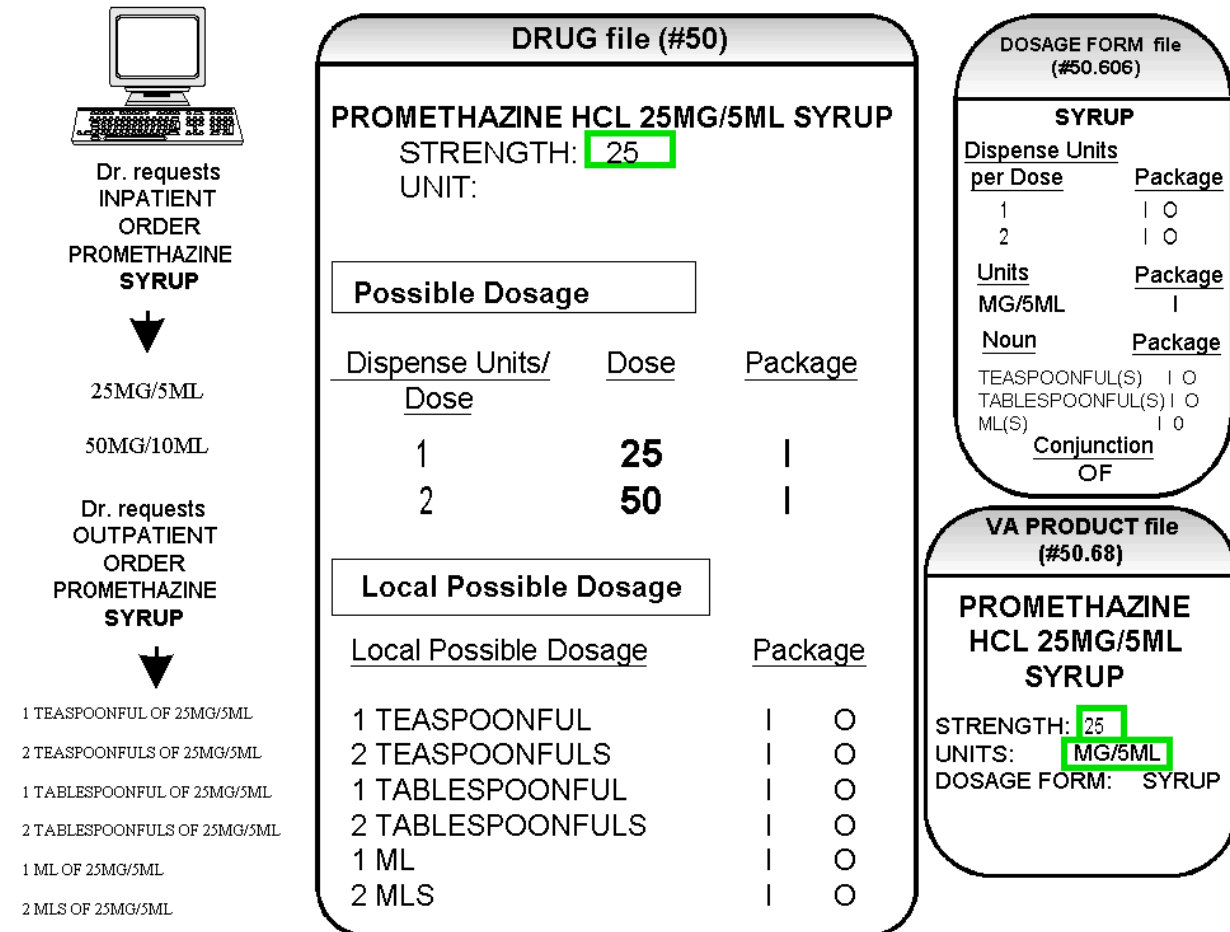 Dr. requests
INPATIENT
ORDER
PROMETHAZINE
SYRUP
25MG/5ML
50MG/10ML
Dr. requests
OUTPATIENT
ORDER
PROMETHAZINE
SYRUP
1 TEASPOONFUL OF 25MG/5ML
2 TEASPOONFULS OF 25MG/5ML
1 TABLESPOONFUL OF 25MG/5ML
2 TABLESPOONFULS OF 25MG/5ML
1 ML OF 25MG/5ML
2 MLS OF 25MG/5ML
DRUG file (#50)
PROMETHAZINE HCL 25MG/5ML SYRUP
STRENGTH: 25
UNIT:
Possible Dosage
Dispense Units/ Dose Package
Dose
1 25 I
2 50 I
Local Possible Dosage
Local Possible Dosage Package
1 TEASPOONFUL I O
2 TEASPOONFULS I O
1 TABLESPOONFUL I O
2 TABLESPOONFULS I O
1 ML I O
2 MLS I O
DOSAGE FORM file
(#50.606)
SYRUP
Dispense Units
per Dose Package
1 I O
2 I O
Units Package
MG/5ML I
Noun Package
TEASPOONFUL(S) I O
TABLESPOONFUL(S) I O
ML(S) I 0
Conjunction
OF
VA PRODUCT file
(#50.68)
PROMETHAZINE
HCL 25MG/5ML
SYRUP
STRENGTH: 25
UNITS: MG/5ML
DOSAGE FORM: SYRUP